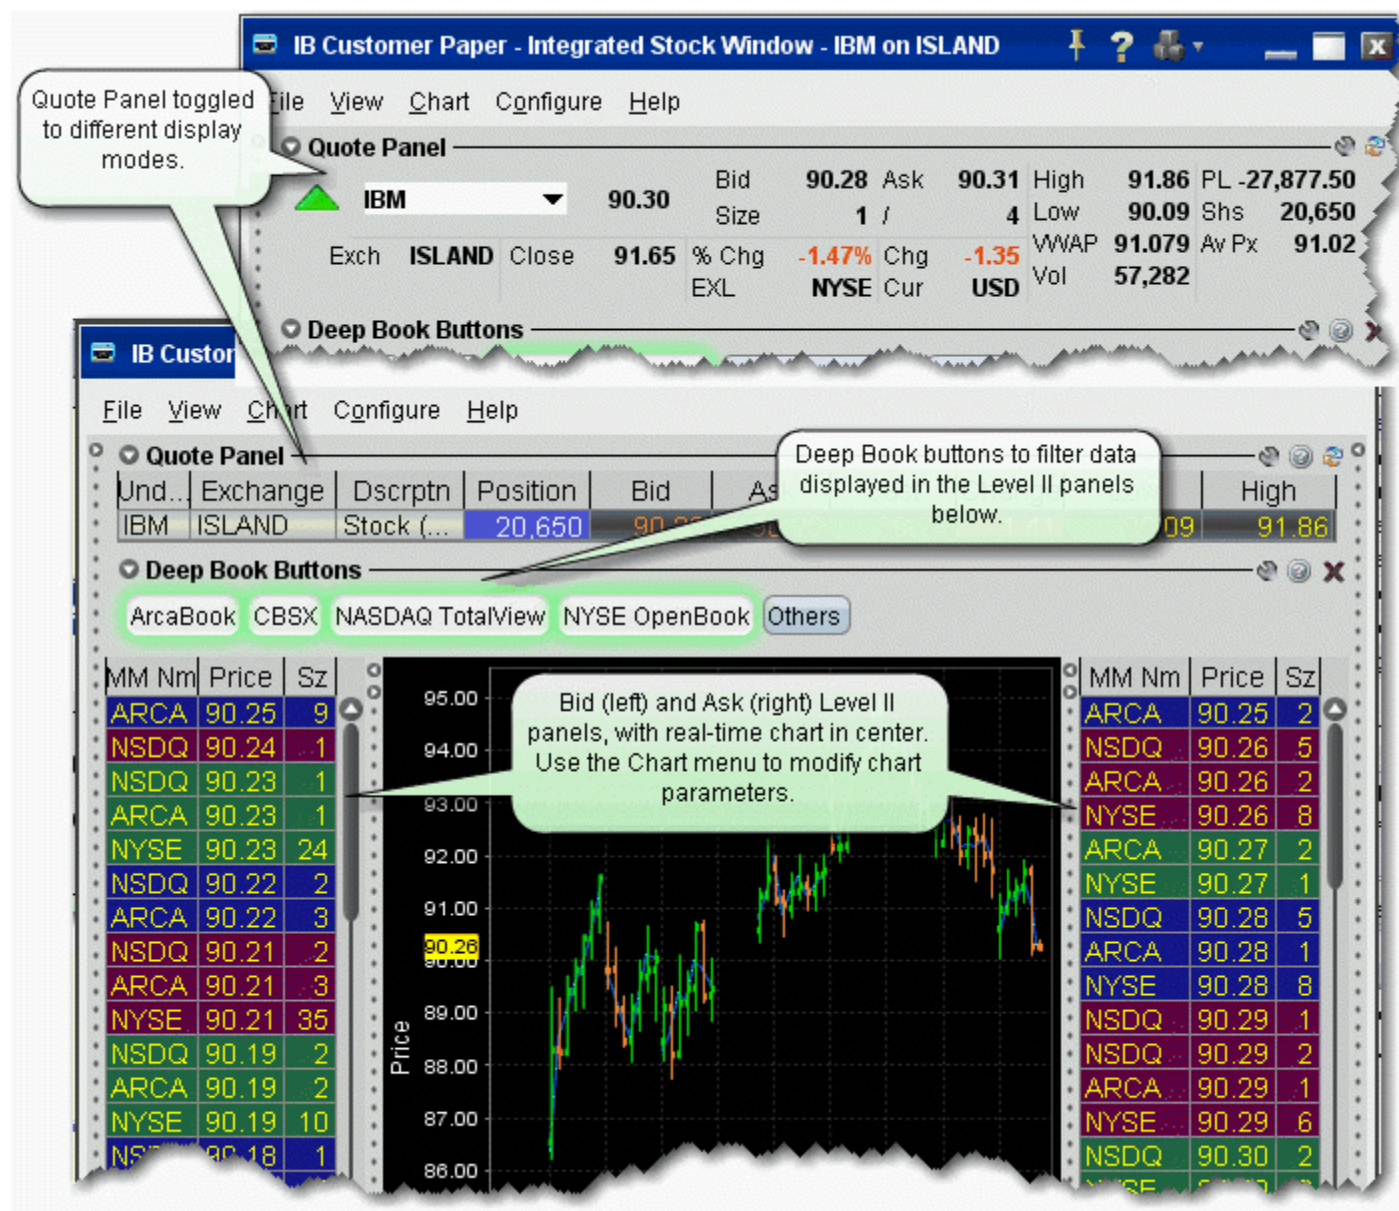 IB Customer Paper - Integrated Stock Window - IBM on ISLAND
Quote Panel toggled
to different display
modes.
File View Chart Configure Help
Quote Panel
IBM 90.30 Bid 90.28 Ask 90.31 High 91.86 PL -27,877.50
Size 1 / 4 Low 90.09 Shs 20,650
Exch ISLAND Close 91.65 % Chg -1.47% Chg -1.35 VWAP 91.079 Av Px 91.02
EXL NYSE Cur USD Vol 57,282
Deep Book Buttons
IB Custor
File View Chart Configure Help
Quote Panel
Deep Book buttons to filter data
displayed in the Level II panels
below.
Und... Exchange Dscrptn Position Bid High
IBM ISLAND Stock (... 20,650 91.86
Deep Book Buttons
ArcaBook CBSX NASDAQ TotalView NYSE OpenBook Others
MM Nm Price Sz
ARCA 90.25 9
NSDQ 90.24 1
NSDQ 90.23 1
ARCA 90.23 1
NYSE 90.23 24
NSDQ 90.22 2
ARCA 90.22 3
NSDQ 90.21 2
ARCA 90.21 3
NYSE 90.21 35
NSDQ 90.19 2
ARCA 90.19 2
NYSE 90.19 10
90.18 1
Bid (left) and Ask (right) Level II
panels, with real-time chart in center.
Use the Chart menu to modify chart
parameters.
95.00
94.00
93.00
92.00
91.00
90.26
90.00
89.00
88.00
87.00
86.00
Price
MM Nm Price Sz
ARCA 90.25 2
NSDQ 90.26 5
ARCA 90.26 2
NYSE 90.26 8
ARCA 90.27 2
NYSE 90.27 1
NSDQ 90.28 5
ARCA 90.28 1
NYSE 90.28 8
NSDQ 90.29 1
NSDQ 90.29 2
ARCA 90.29 1
NYSE 90.29 6
NSDQ 90.30 2